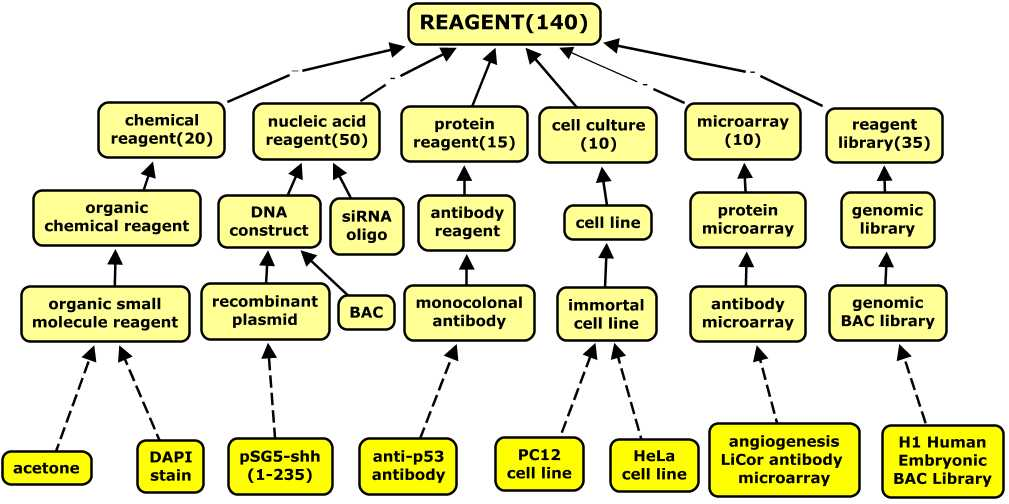 REAGENT(140)
chemical
reagent(20)
nucleic acid
reagent(50)
protein
reagent(15)
cell culture
(10)
microarray
(10)
reagent
library(35)
organic
chemical reagent
DNA
construct
siRNA
oligo
antibody
reagent
cell line
protein
microarray
genomic
library
organic small
molecule reagent
recombinant
plasmid
BAC
monocolonal
antibody
immortal
cell line
antibody
microarray
genomic
BAC library
acetone
DAPI
stain
pSG5-shh
(1-235)
anti-p53
antibody
PC12
cell line
HeLa
cell line
angiogenesis
LiCor antibody
microarray
H1 Human
Embryonic
BAC Library